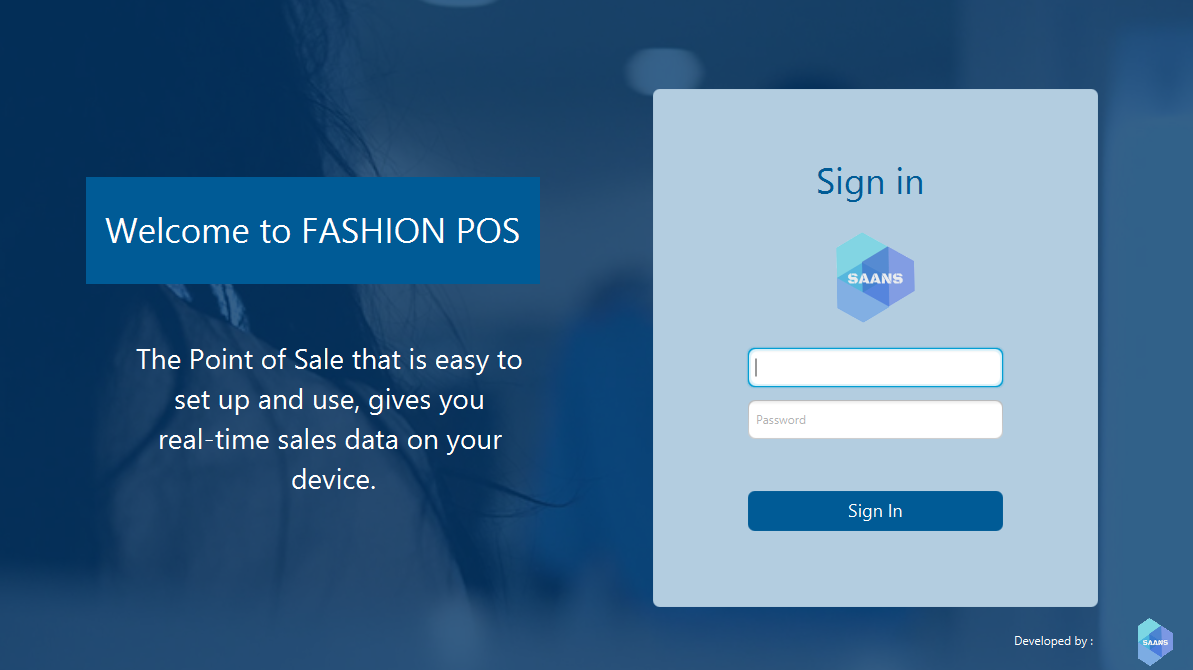 Welcome to FASHION POS
The Point of Sale that is easy to
set up and use, gives you
real-time sales data on your
device.
Sign in
SAANS
Password
Sign In
Developed by :
SAANS